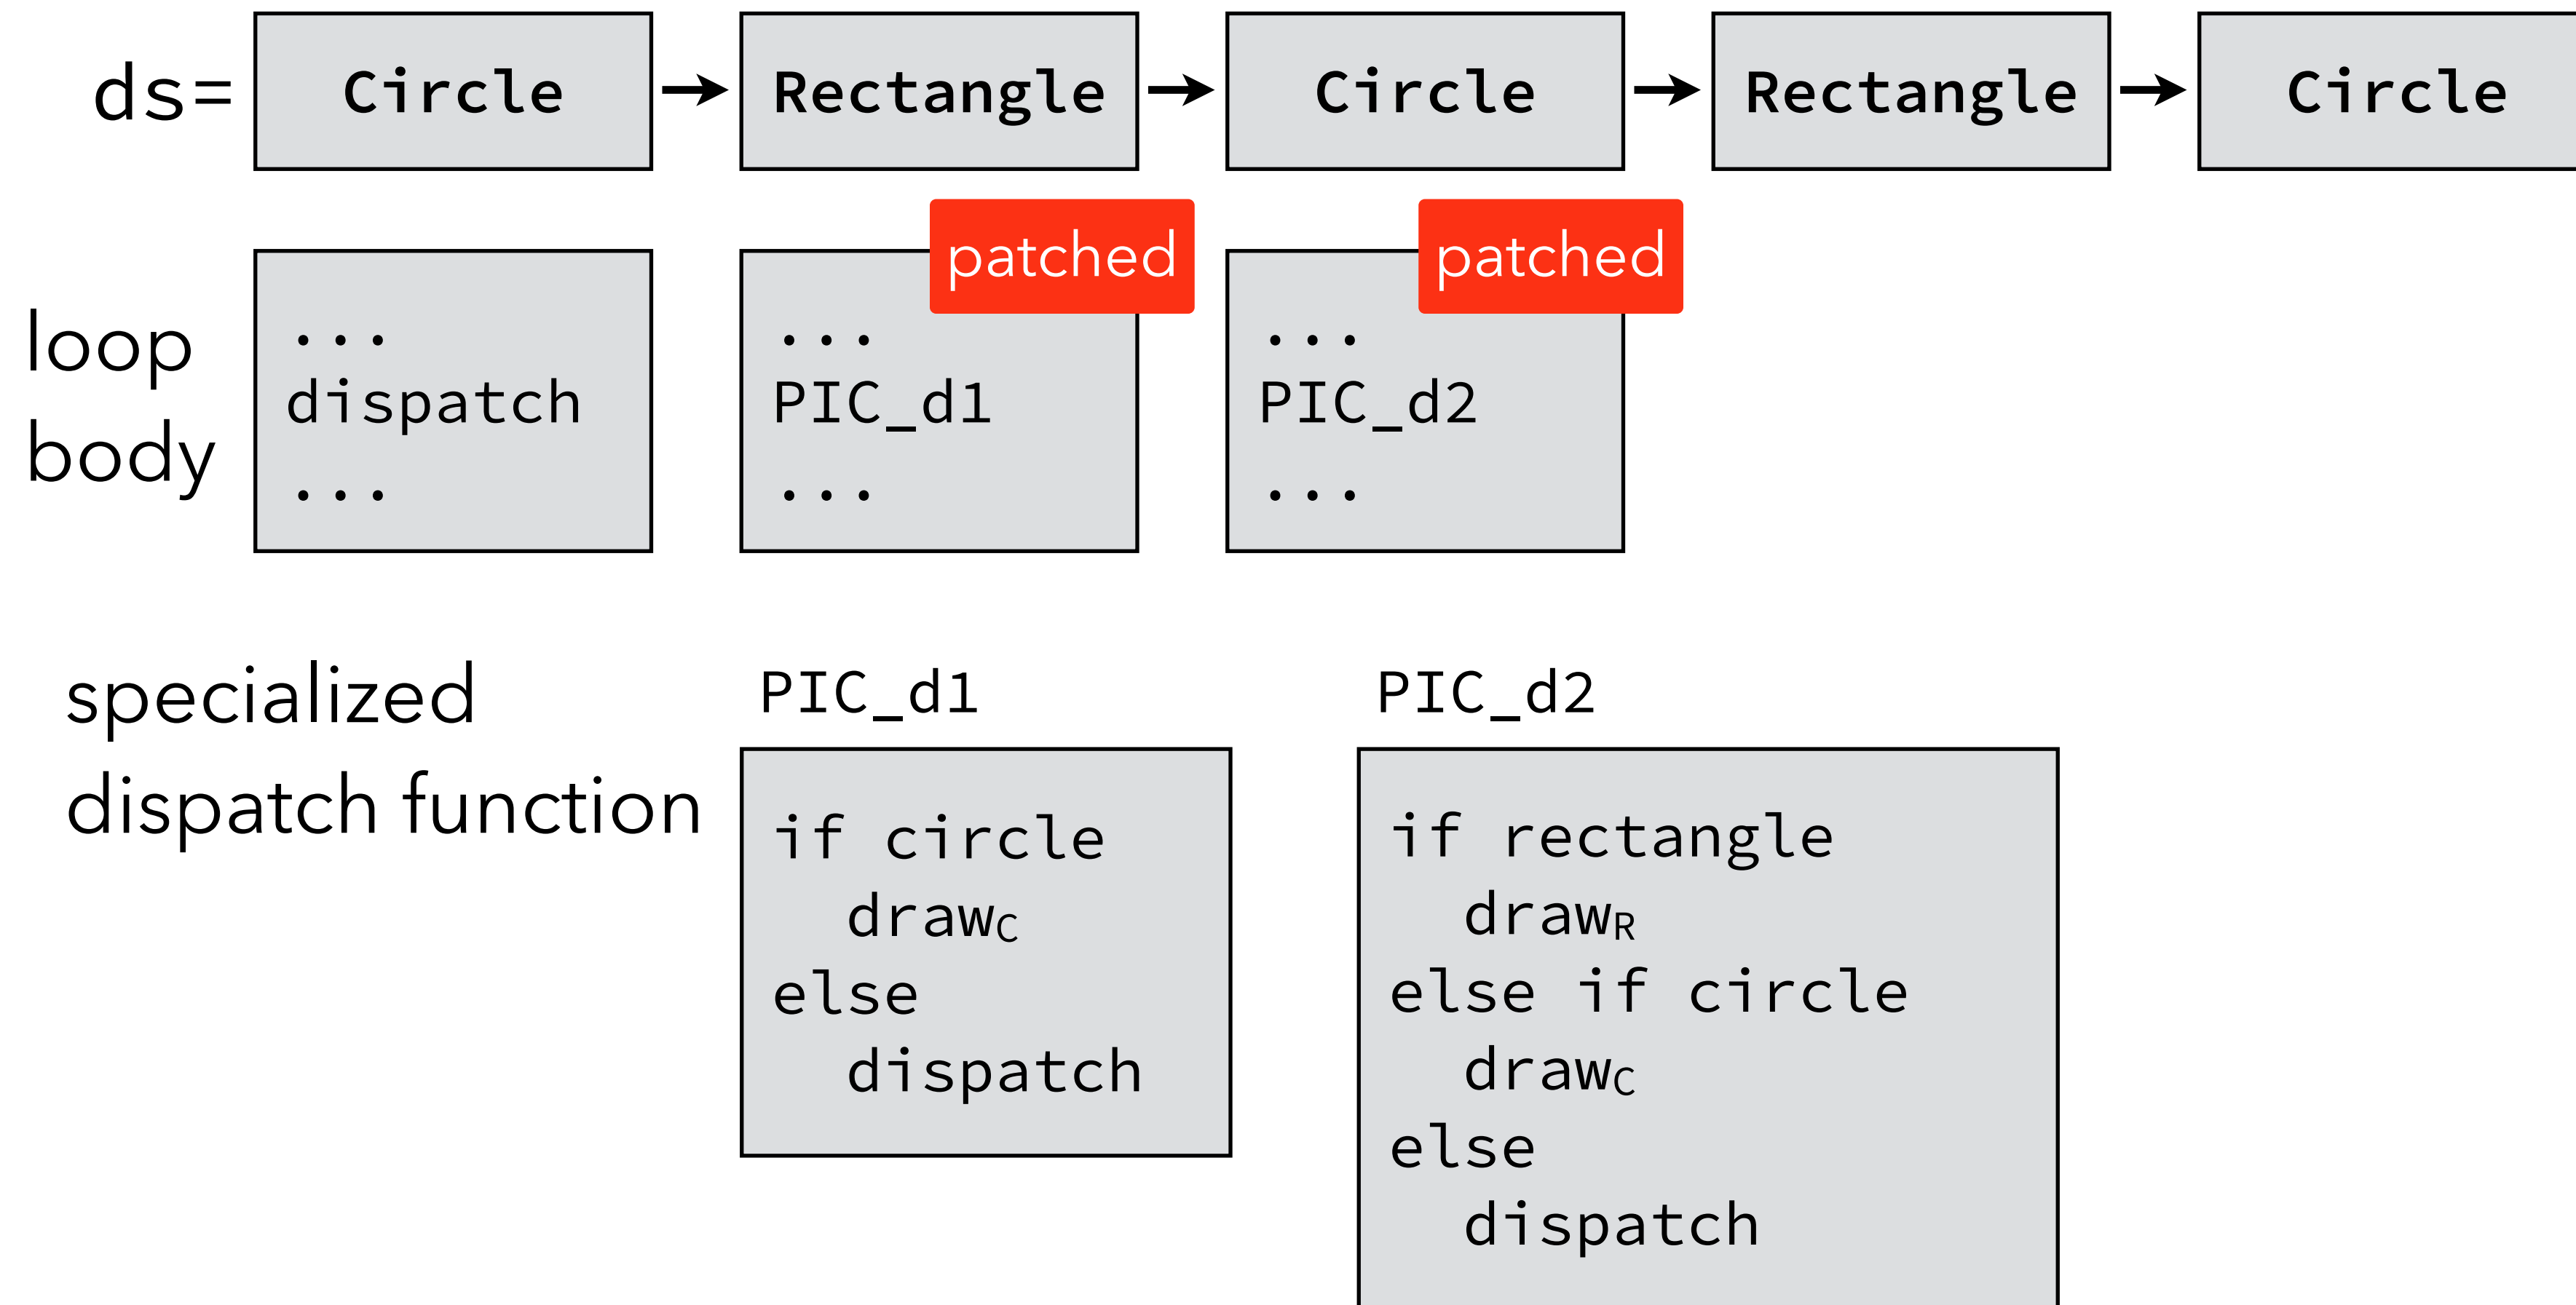 ds= Circle → Rectangle → Circle → Rectangle → Circle
patched patched
loop
body
... ... ...
dispatch PIC_d1 PIC_d2
... ... ...
specialized
dispatch function
PIC_d1
if circle
drawC
else
dispatch
PIC_d2
if rectangle
drawR
else if circle
drawC
else
dispatch